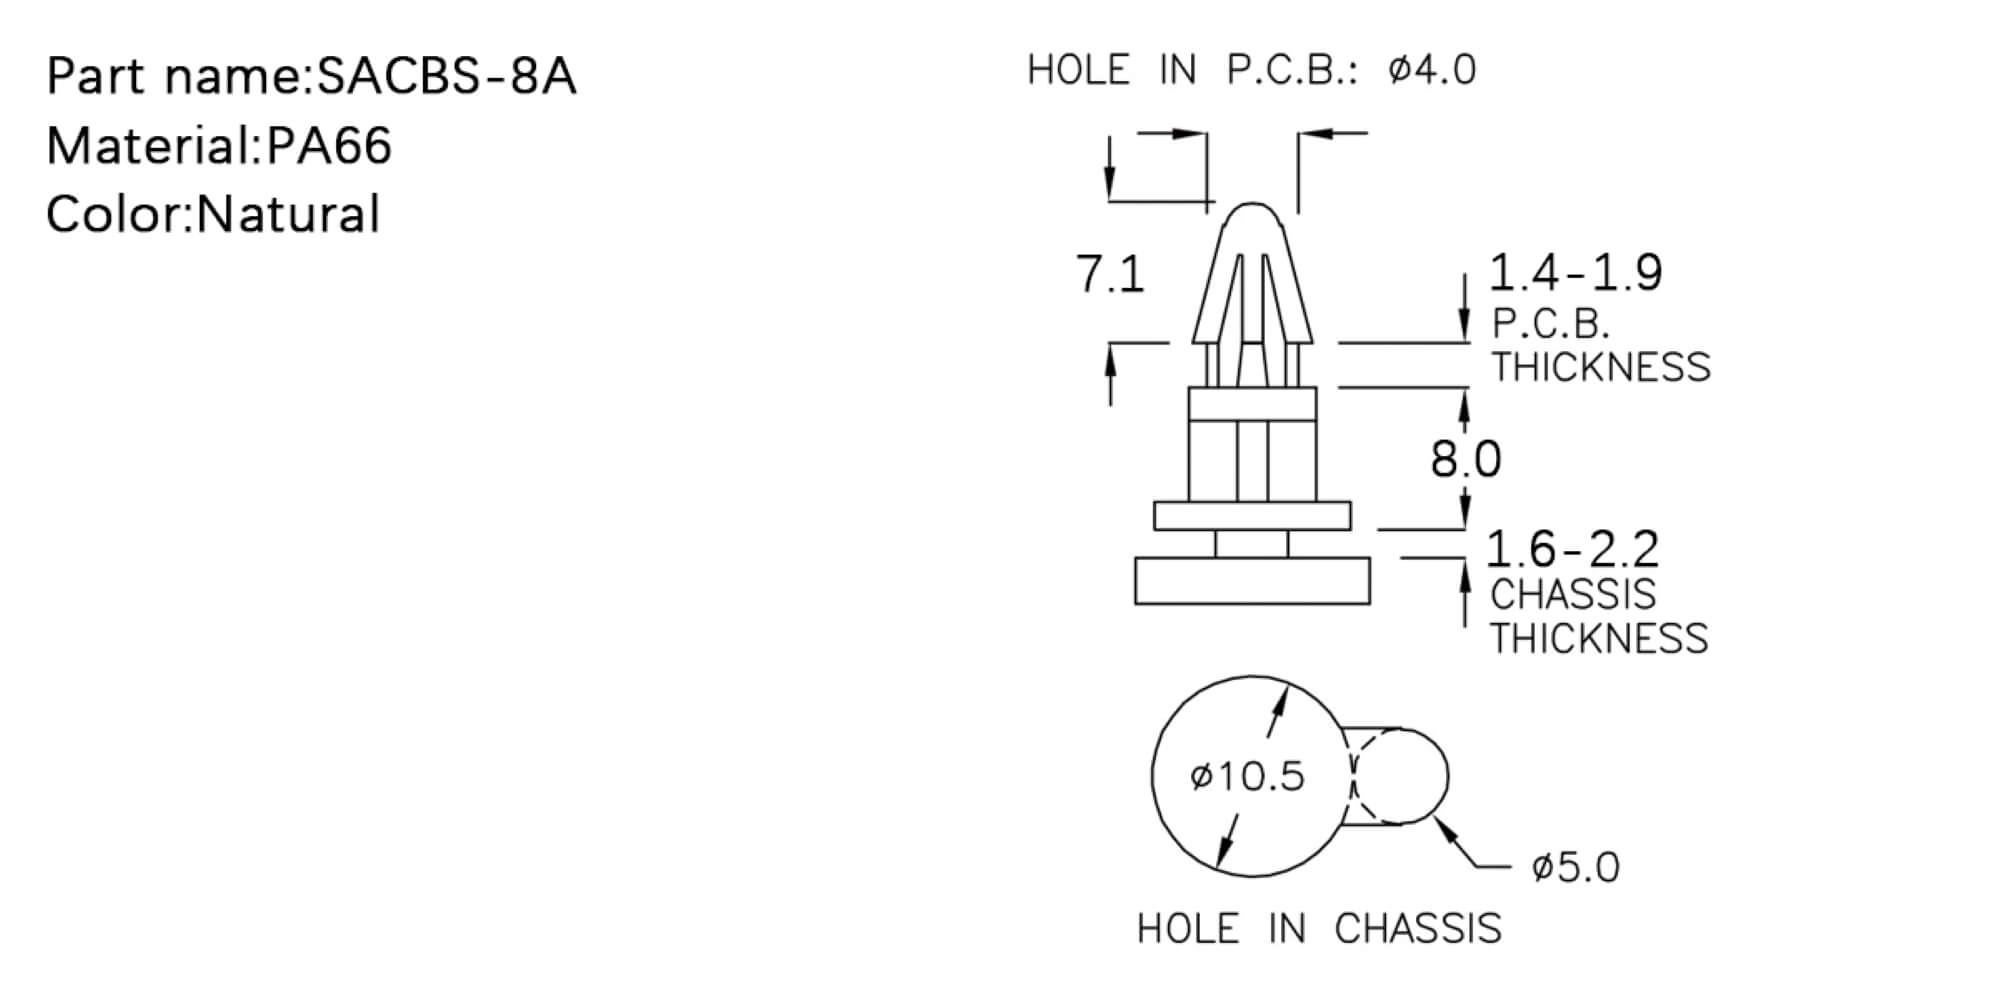 Part name:SACBS-8A
Material:PA66
Color:Natural
HOLE IN P.C.B.: ø4.0
7.1
1.4-1.9
P.C.B.
THICKNESS
8.0
1.6-2.2
CHASSIS
THICKNESS
ø10.5
ø5.0
HOLE IN CHASSIS